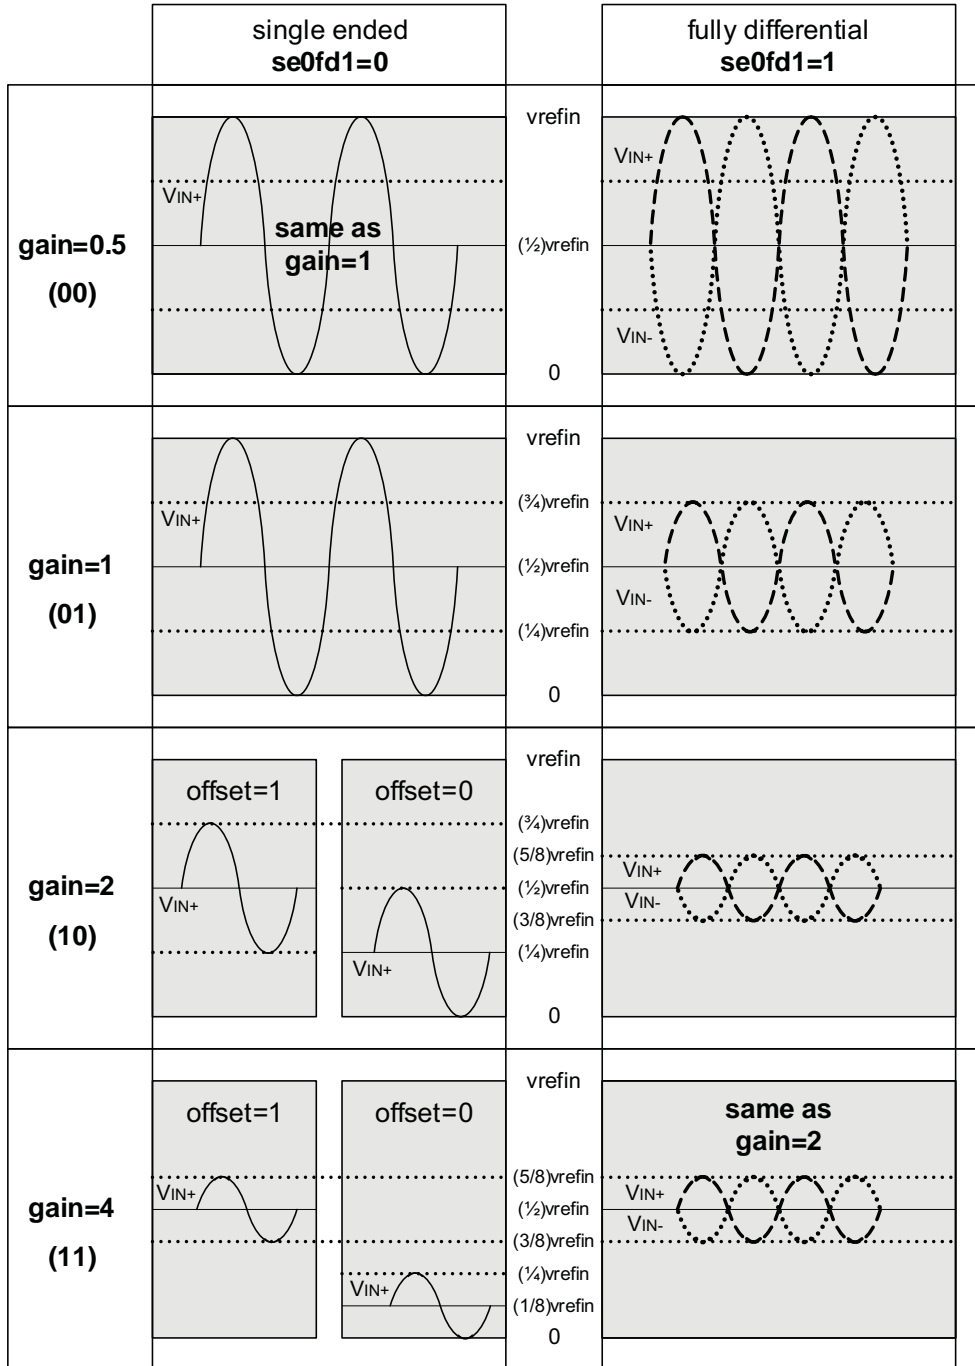 single ended
se0fd1=0
fully differential
se0fd1=1
gain=0.5
(00)
VIN+
same as
gain=1
vrefin
(½)vrefin
0
VIN+
VIN-
gain=1
(01)
VIN+
vrefin
(¾)vrefin
(½)vrefin
(¼)vrefin
0
VIN+
VIN-
gain=2
(10)
offset=1
VIN+
offset=0
VIN+
vrefin
(¾)vrefin
(5/8)vrefin
(½)vrefin
(3/8)vrefin
(¼)vrefin
0
VIN+
VIN-
gain=4
(11)
offset=1
VIN+
offset=0
VIN+
vrefin
(5/8)vrefin
(½)vrefin
(3/8)vrefin
(¼)vrefin
(1/8)vrefin
0
same as
gain=2
VIN+
VIN-